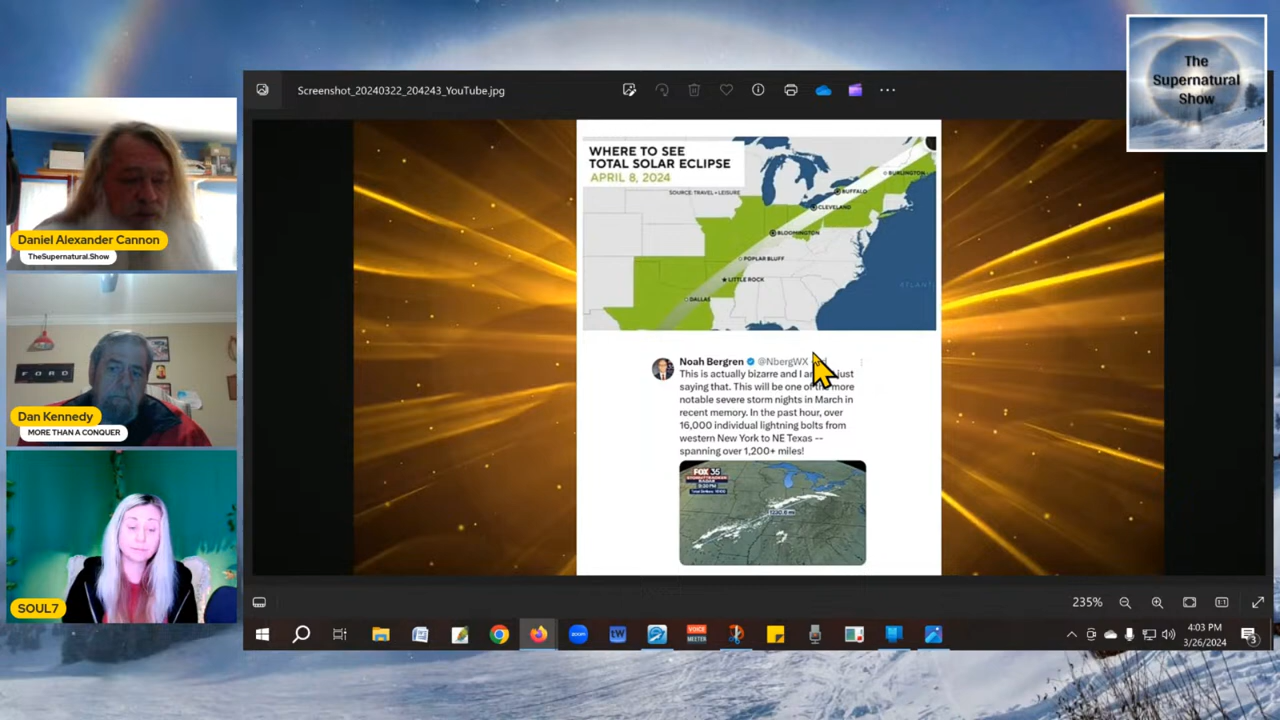 The
Supernatural
Show
Screenshot_20240322_204243_YouTube.jpg
WHERE TO SEE
TOTAL SOLAR ECLIPSE
APRIL 8, 2024
SOURCE: TRAVEL + LEISURE
BURLINGTON
BUFFALO
CLEVELAND
BLOOMINGTON
POPLAR BLUFF
LITTLE ROCK
DALLAS
Noah Bergren @NbergWX
This is actually bizarre and I just
saying that. This will be one of the more
notable severe storm nights in March in
recent memory. In the past hour, over
16,000 individual lightning bolts from
western New York to NE Texas --
spanning over 1,200+ miles!
FOX 35
Daniel Alexander Cannon
TheSupernatural.Show
FORD
Dan Kennedy
MORE THAN A CONQUER
SOUL7
235%
zoom
tW
VOICE
MEETER
4:03 PM
3/26/2024
3